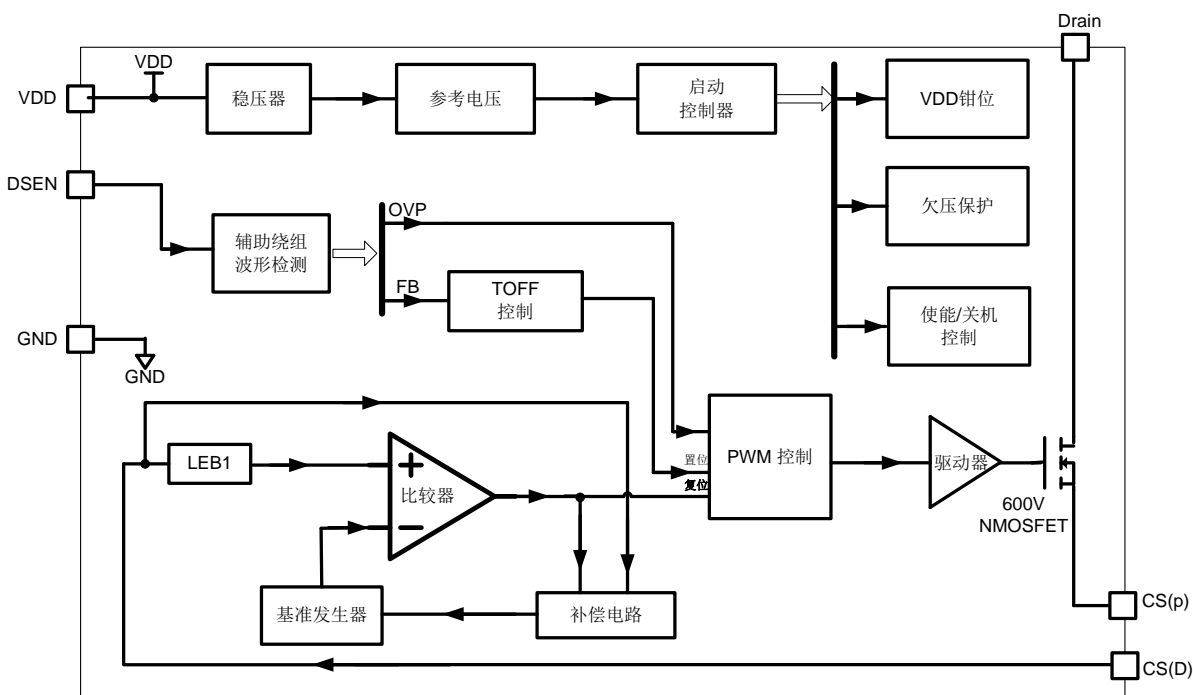 Drain
VDD
VDD
稳压器
参考电压
启动
控制器
VDD钳位
DSEN
OVP
欠压保护
辅助绕组
波形检测
FB
TOFF
控制
使能/关机
控制
GND
GND
LEB1
比较器
置位
复位
PWM 控制
驱动器
600V
NMOSFET
基准发生器
补偿电路
CS(p)
CS(D)